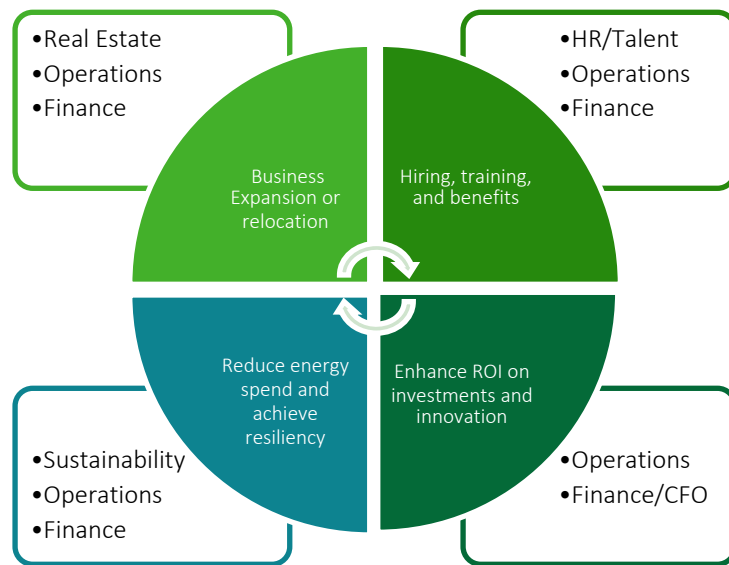 •Real Estate
•Operations
•Finance
•HR/Talent
•Operations
•Finance
Business
Expansion or
relocation
Hiring, training,
and benefits
Reduce energy
spend and
achieve
resiliency
Enhance ROI on
investments and
innovation
•Sustainability
•Operations
•Finance
•Operations
•Finance/CFO